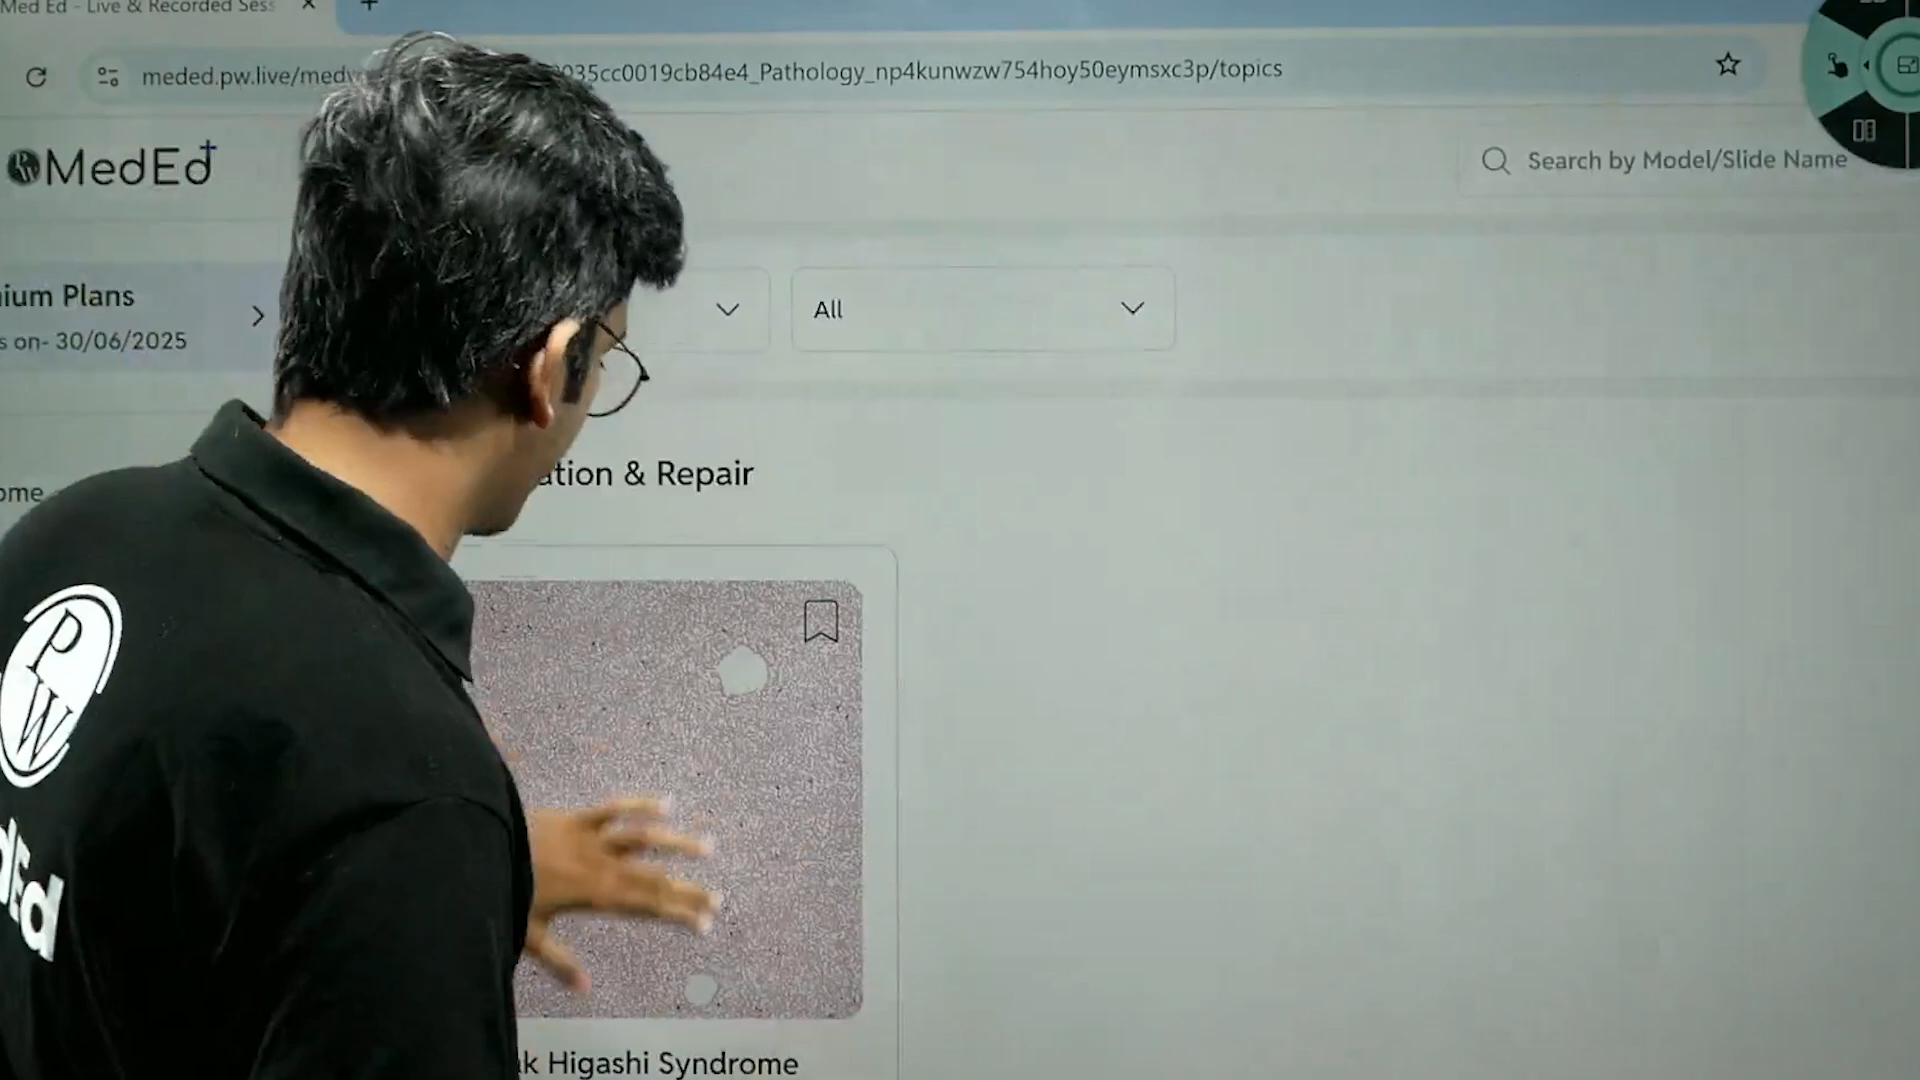 Med Ed - Live & Recorded Sess
meded.pw.live/medv
035cc0019cb84e4_Pathology_np4kunwzw754hoy50eymsxc3p/topics
MedEd+
Search by Model/Slide Name
ium Plans
s on- 30/06/2025
All
ation & Repair
ome
PW
dEd
k Higashi Syndrome